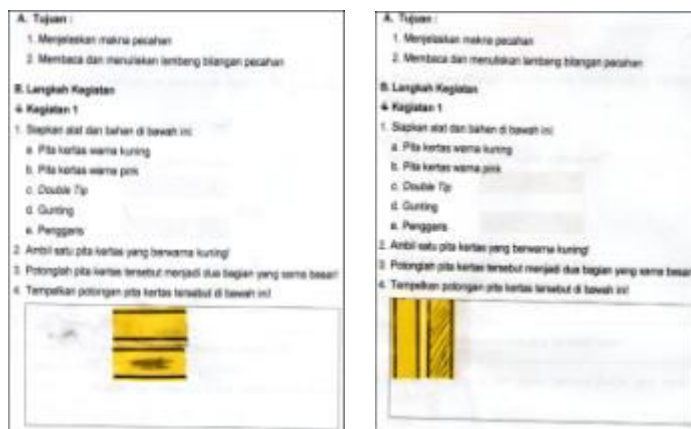 A. Tujuan :
1. Menjelaskan makna pecahan
2. Membaca dan menuliskan lambang bilangan pecahan
B. Langkah Kegiatan
Kegiatan 1
1. Siapkan alat dan bahan di bawah ini:
a. Pita kertas warna kuning
b. Pita kertas warna pink
c. Double Tip
d. Gunting
e. Penggaris
2. Ambil satu pita kertas yang berwarna kuning!
3. Potonglah pita kertas tersebut menjadi dua bagian yang sama besar!
4. Tempelkan potongan pita kertas tersebut di bawah ini!
A. Tujuan :
1. Menjelaskan makna pecahan
2. Membaca dan menuliskan lambang bilangan pecahan
B. Langkah Kegiatan
Kegiatan 1
1. Siapkan alat dan bahan di bawah ini:
a. Pita kertas warna kuning
b. Pita kertas warna pink
c. Double Tip
d. Gunting
e. Penggaris
2. Ambil satu pita kertas yang berwarna kuning!
3. Potonglah pita kertas tersebut menjadi dua bagian yang sama besar!
4. Tempelkan potongan pita kertas tersebut di bawah ini!